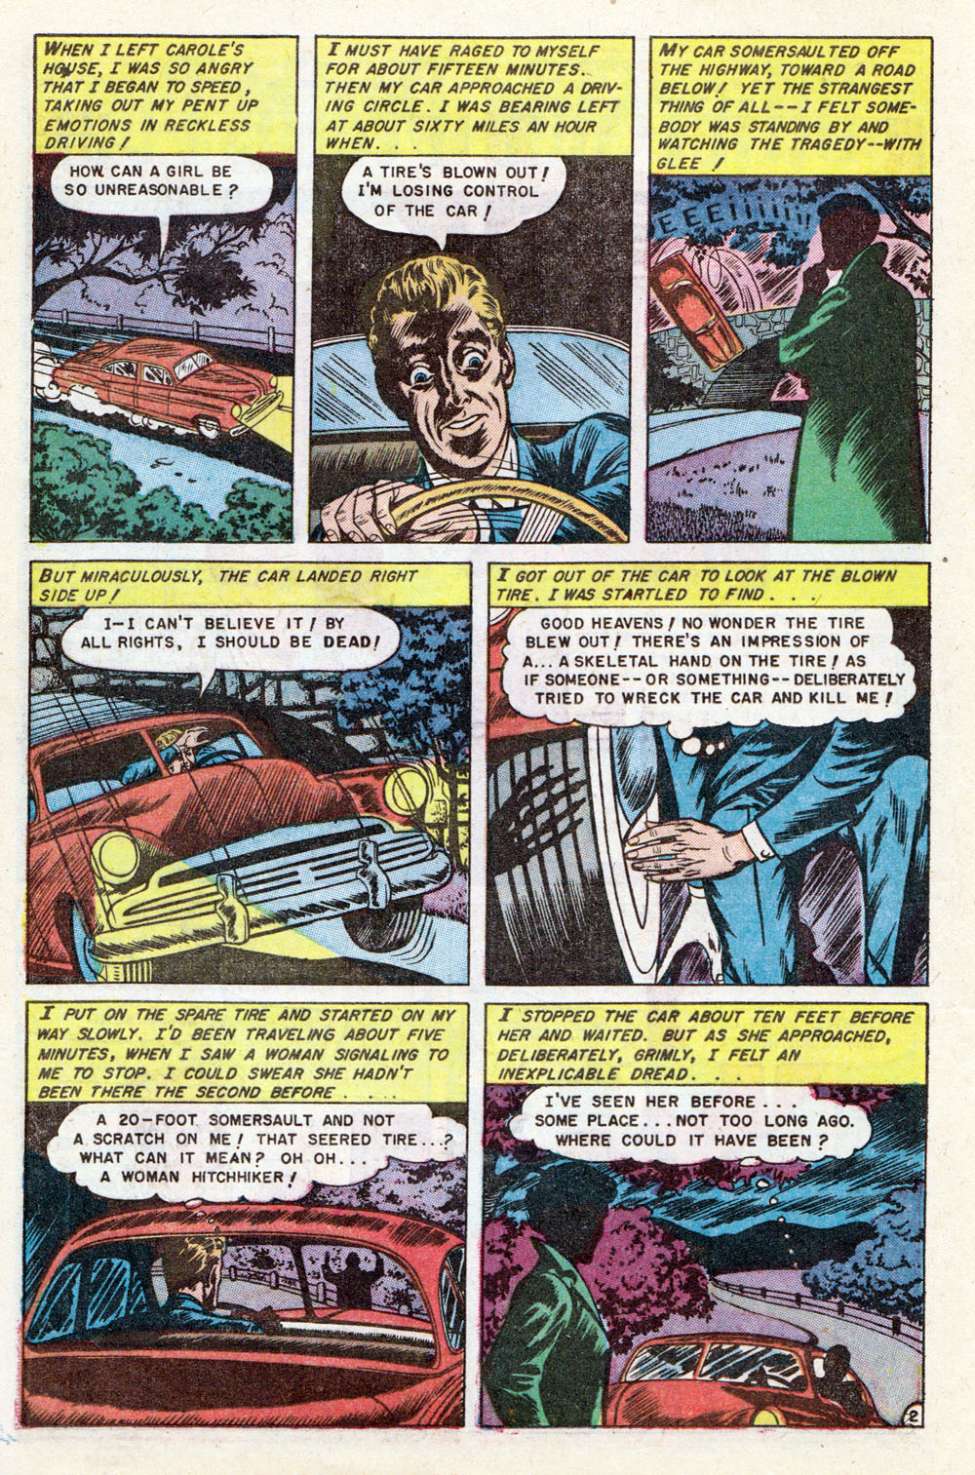 WHEN I LEFT CAROLE'S
HOUSE, I WAS SO ANGRY
THAT I BEGAN TO SPEED,
TAKING OUT MY PENT UP
EMOTIONS IN RECKLESS
DRIVING!
HOW CAN A GIRL BE
SO UNREASONABLE?
I MUST HAVE RAGED TO MYSELF
FOR ABOUT FIFTEEN MINUTES.
THEN MY CAR APPROACHED A DRIV-
ING CIRCLE. I WAS BEARING LEFT
AT ABOUT SIXTY MILES AN HOUR
WHEN. . .
A TIRE'S BLOWN OUT!
I'M LOSING CONTROL
OF THE CAR!
MY CAR SOMERSAULTED OFF
THE HIGHWAY, TOWARD A ROAD
BELOW! YET THE STRANGEST
THING OF ALL--I FELT SOME-
BODY WAS STANDING BY AND
WATCHING THE TRAGEDY--WITH
GLEE!
EEEiiiiiii
BUT MIRACULOUSLY, THE CAR LANDED RIGHT
SIDE UP!
I-I CAN'T BELIEVE IT! BY
ALL RIGHTS, I SHOULD BE DEAD!
I GOT OUT OF THE CAR TO LOOK AT THE BLOWN
TIRE. I WAS STARTLED TO FIND . . .
GOOD HEAVENS! NO WONDER THE TIRE
BLEW OUT! THERE'S AN IMPRESSION OF
A... A SKELETAL HAND ON THE TIRE! AS
IF SOMEONE--OR SOMETHING--DELIBERATELY
TRIED TO WRECK THE CAR AND KILL ME!
I PUT ON THE SPARE TIRE AND STARTED ON MY
WAY SLOWLY. I'D BEEN TRAVELING ABOUT FIVE
MINUTES, WHEN I SAW A WOMAN SIGNALING TO
ME TO STOP. I COULD SWEAR SHE HADN'T
BEEN THERE THE SECOND BEFORE . . . .
A 20-FOOT SOMERSAULT AND NOT
A SCRATCH ON ME! THAT SEERED TIRE...?
WHAT CAN IT MEAN? OH OH...
A WOMAN HITCHHIKER!
I STOPPED THE CAR ABOUT TEN FEET BEFORE
HER AND WAITED. BUT AS SHE APPROACHED,
DELIBERATELY, GRIMLY, I FELT AN
INEXPLICABLE DREAD. . .
I'VE SEEN HER BEFORE . . .
SOME PLACE... NOT TOO LONG AGO.
WHERE COULD IT HAVE BEEN?
2